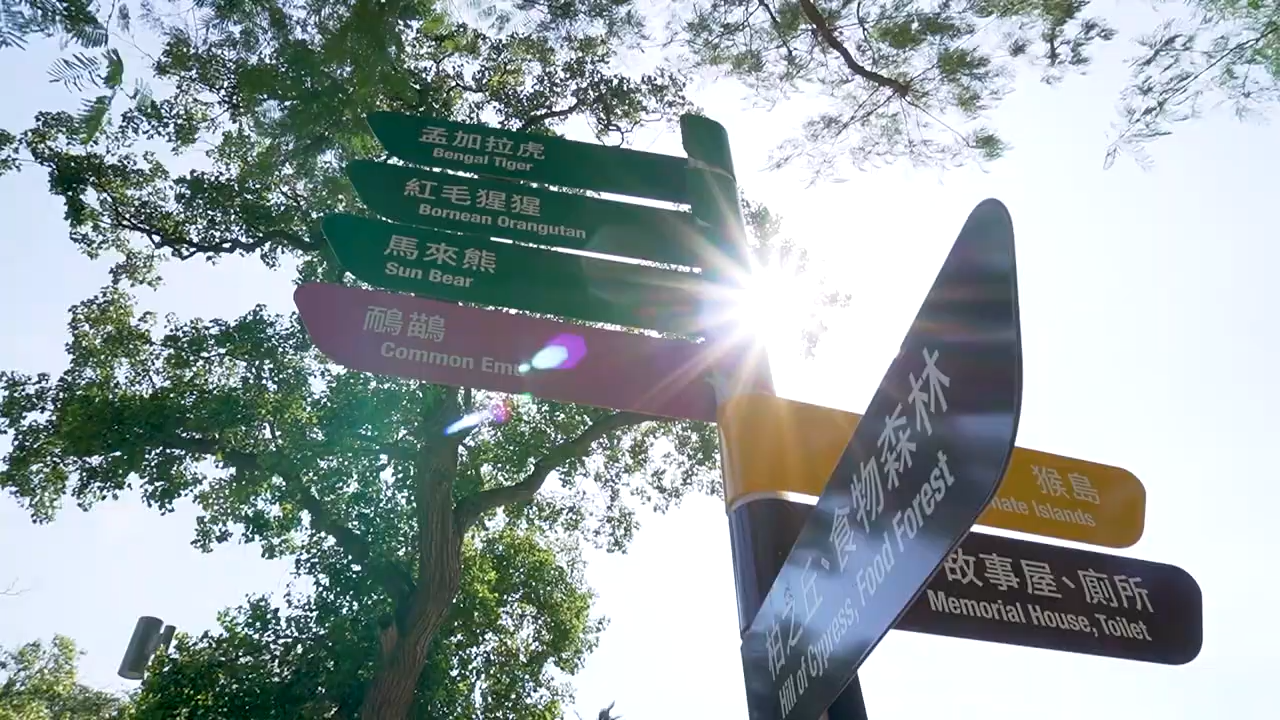 孟加拉虎
Bengal Tiger
紅毛猩猩
Bornean Orangutan
馬來熊
Sun Bear
鴯鶓
Common Emu
猴島
Islands
故事屋、廁所
Memorial House, Toilet
柏之丘、食物森林
Hill of Cypress, Food Forest